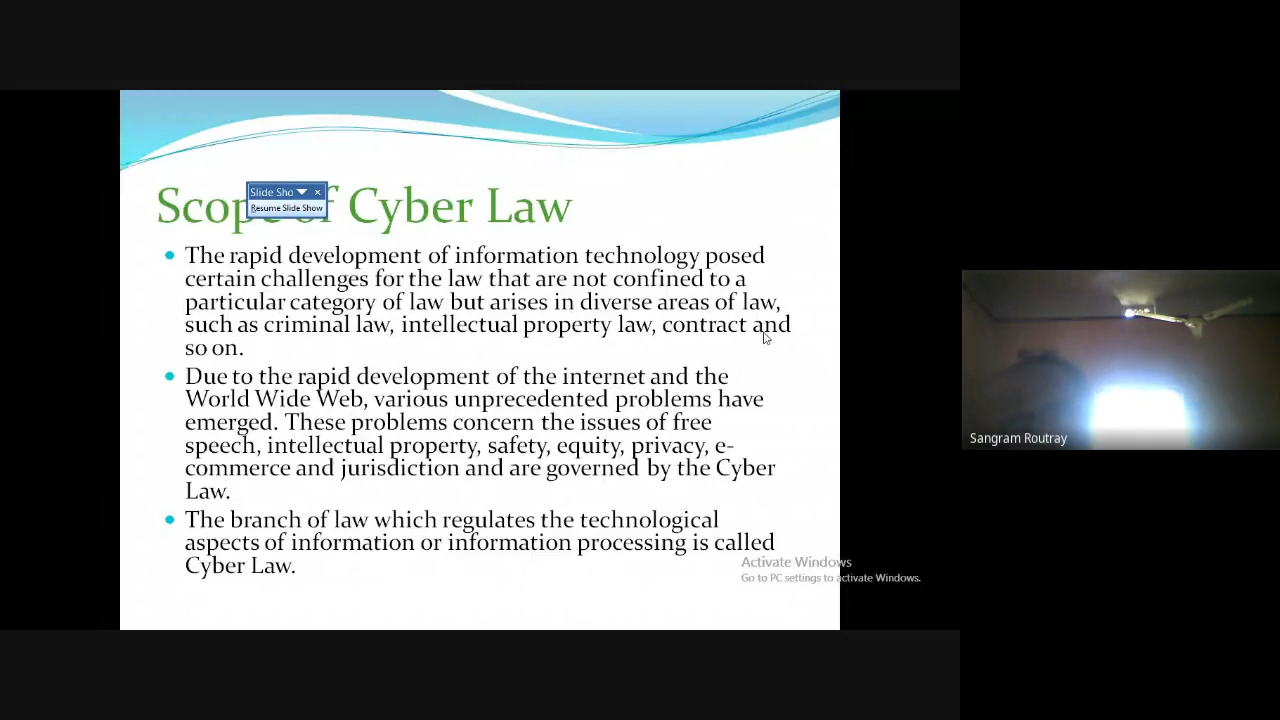 Scope of Cyber Law
Slide Sho
Resume Slide Show
The rapid development of information technology posed
certain challenges for the law that are not confined to a
particular category of law but arises in diverse areas of law,
such as criminal law, intellectual property law, contract and
so on.
Due to the rapid development of the internet and the
World Wide Web, various unprecedented problems have
emerged. These problems concern the issues of free
speech, intellectual property, safety, equity, privacy, e-
commerce and jurisdiction and are governed by the Cyber
Law.
The branch of law which regulates the technological
aspects of information or information processing is called
Cyber Law.
Activate Windows
Go to PC settings to activate Windows.
Sangram Routray